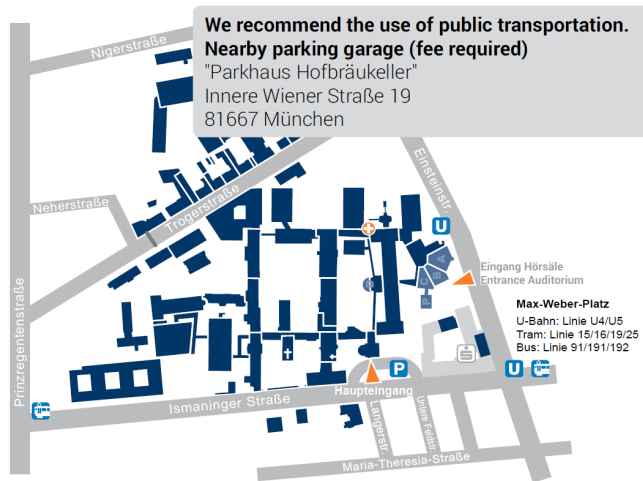 We recommend the use of public transportation.
Nearby parking garage (fee required)
"Parkhaus Hofbräukeller"
Innere Wiener Straße 19
81667 München
Nigerstraße
Einsteinstr.
Neherstraße
Trogerstraße
Prinzregentenstraße
U
A
B
C
P
Eingang Hörsäle
Entrance Auditorium
Max-Weber-Platz
U-Bahn: Linie U4/U5
Tram: Linie 15/16/19/25
Bus: Linie 91/191/192
S
P
U
Haupteingang
Ismaninger Straße
Langerstr.
Untere Feldstr.
Maria-Theresia-Straße